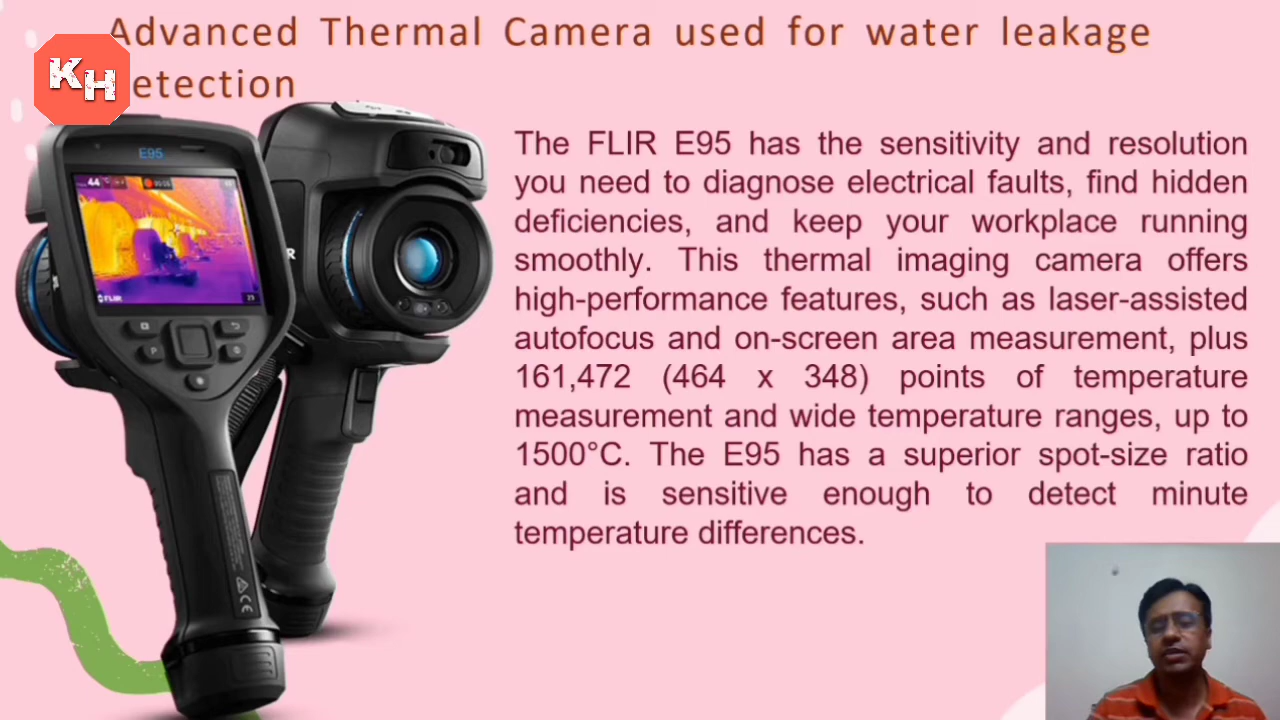 Advanced Thermal Camera used for water leakage
etection
KH
E95
44
FLIR
R
The FLIR E95 has the sensitivity and resolution
you need to diagnose electrical faults, find hidden
deficiencies, and keep your workplace running
smoothly. This thermal imaging camera offers
high-performance features, such as laser-assisted
autofocus and on-screen area measurement, plus
161,472 (464 x 348) points of temperature
measurement and wide temperature ranges, up to
1500°C. The E95 has a superior spot-size ratio
and is sensitive enough to detect minute
temperature differences.
CE